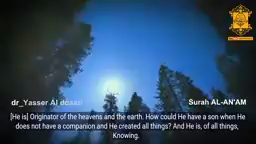 dr_Yasser Al dosari
Surah AL-AN'AM
[He is] Originator of the heavens and the earth. How could He have a son when He
does not have a companion and He created all things? And He is, of all things,
Knowing.